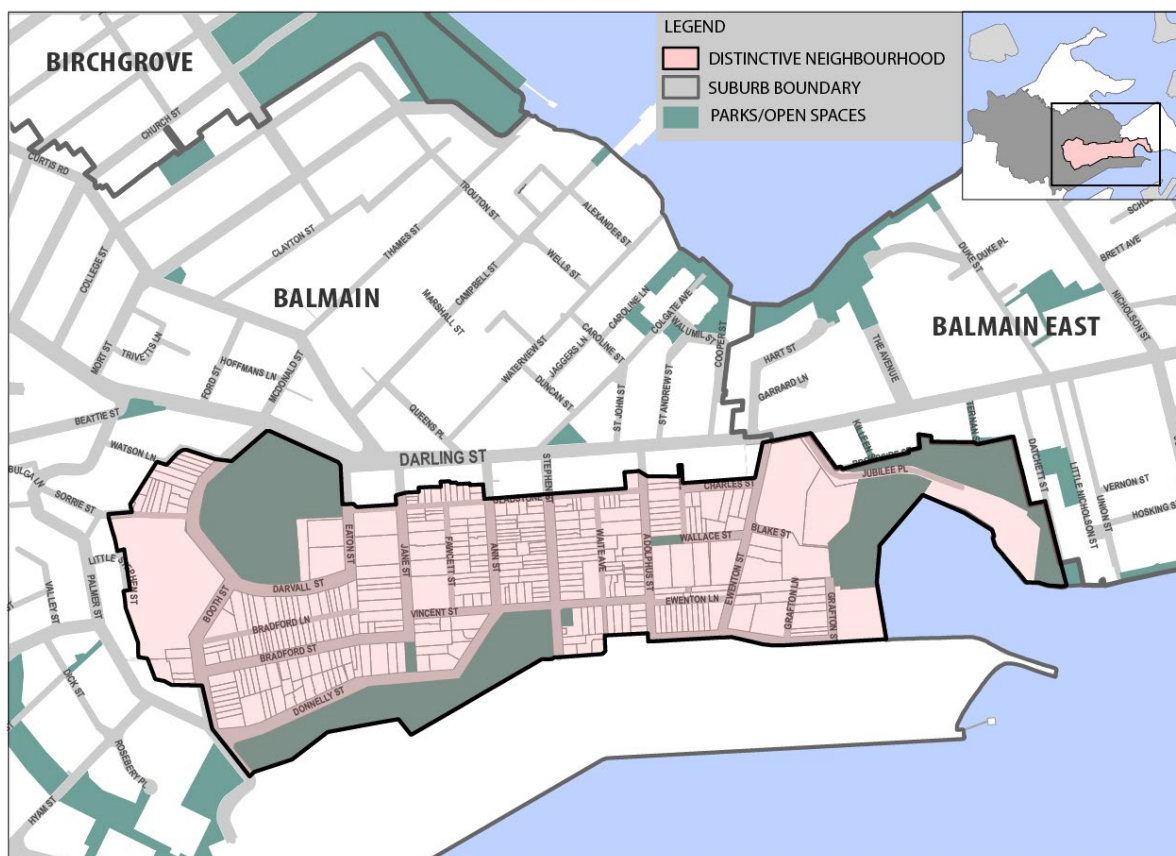 LEGEND
DISTINCTIVE NEIGHBOURHOOD
SUBURB BOUNDARY
PARKS/OPEN SPACES
BIRCHGROVE
CHURCH ST
CURTIS RD
COLLEGE ST
CLAYTON ST
THAMES ST
TROUTON ST
ALEXANDER ST
WELLS ST
CAMPBELL ST
MARSHALL ST
BALMAIN
BALMAIN EAST
DUKE ST
DUKE PL
BRETT AVE
NICHOLSON ST
CAROLINE LN
COLGATE AVE
WALUMIL ST
COOPER ST
WATERVIEW ST
JAGGERS LN
CAROLINE ST
DUNCAN ST
HART ST
THE AVENUE
GARRARD LN
MORT ST
TRIVETTS LN
FORD ST
HOFFMANS LN
MCDONALD ST
QUEENS PL
ST JOHN ST
ST ANDREW ST
BEATTIE ST
WATSON LN
DARLING ST
BULGA LN
SORRIE ST
STEPHEN ST
CHARLES ST
JUBILEE PL
DATCHETT ST
LITTLE NICHOLSON ST
UNION ST
VERNON ST
HOSKING ST
EATON ST
JANE ST
FAWCETT ST
ANN ST
WAITE AVE
ADOLPHUS ST
WALLACE ST
BLAKE ST
EWENTON ST
EWENTON LN
GRAFTON LN
GRAFTON ST
VALLEY ST
PALMER ST
BOOTH ST
DARVALL ST
BRADFORD LN
BRADFORD ST
VINCENT ST
DONNELLY ST
DICK ST
ROSEBERY PL
HYAM ST